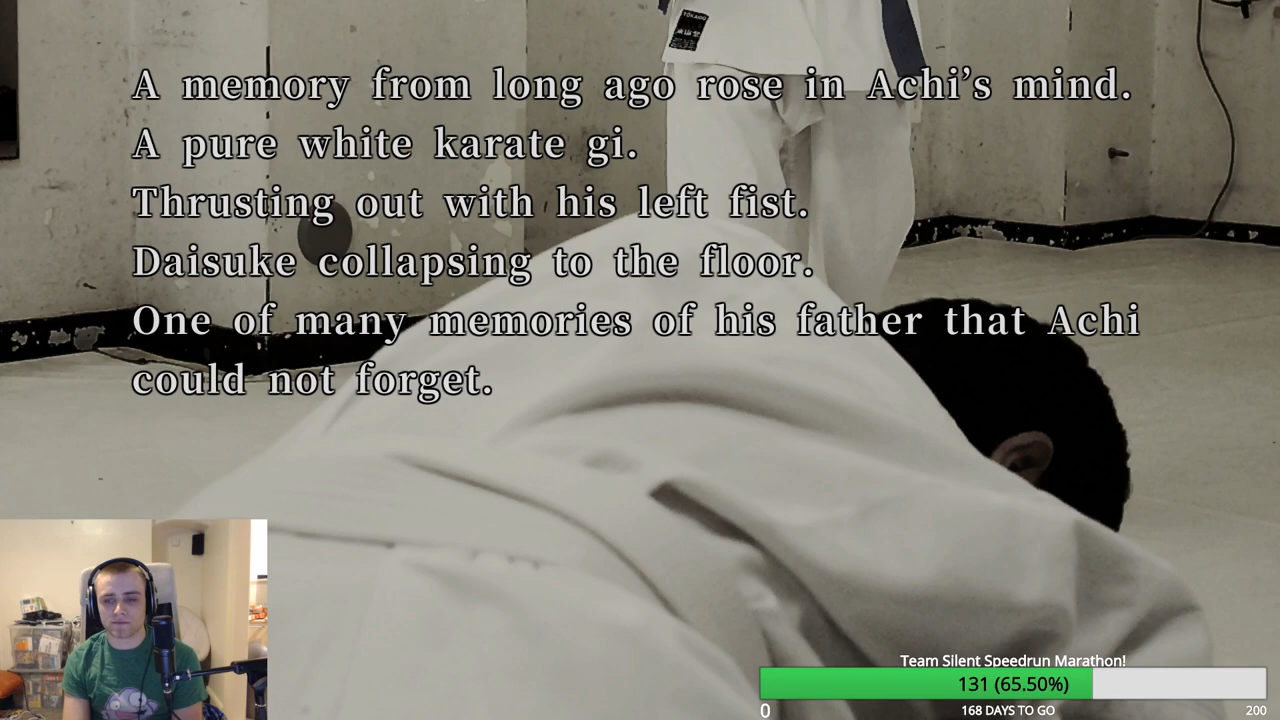 A memory from long ago rose in Achi’s mind.
A pure white karate gi.
Thrusting out with his left fist.
Daisuke collapsing to the floor.
One of many memories of his father that Achi
could not forget.
Team Silent Speedrun Marathon!
131 (65.50%)
0
168 DAYS TO GO
200